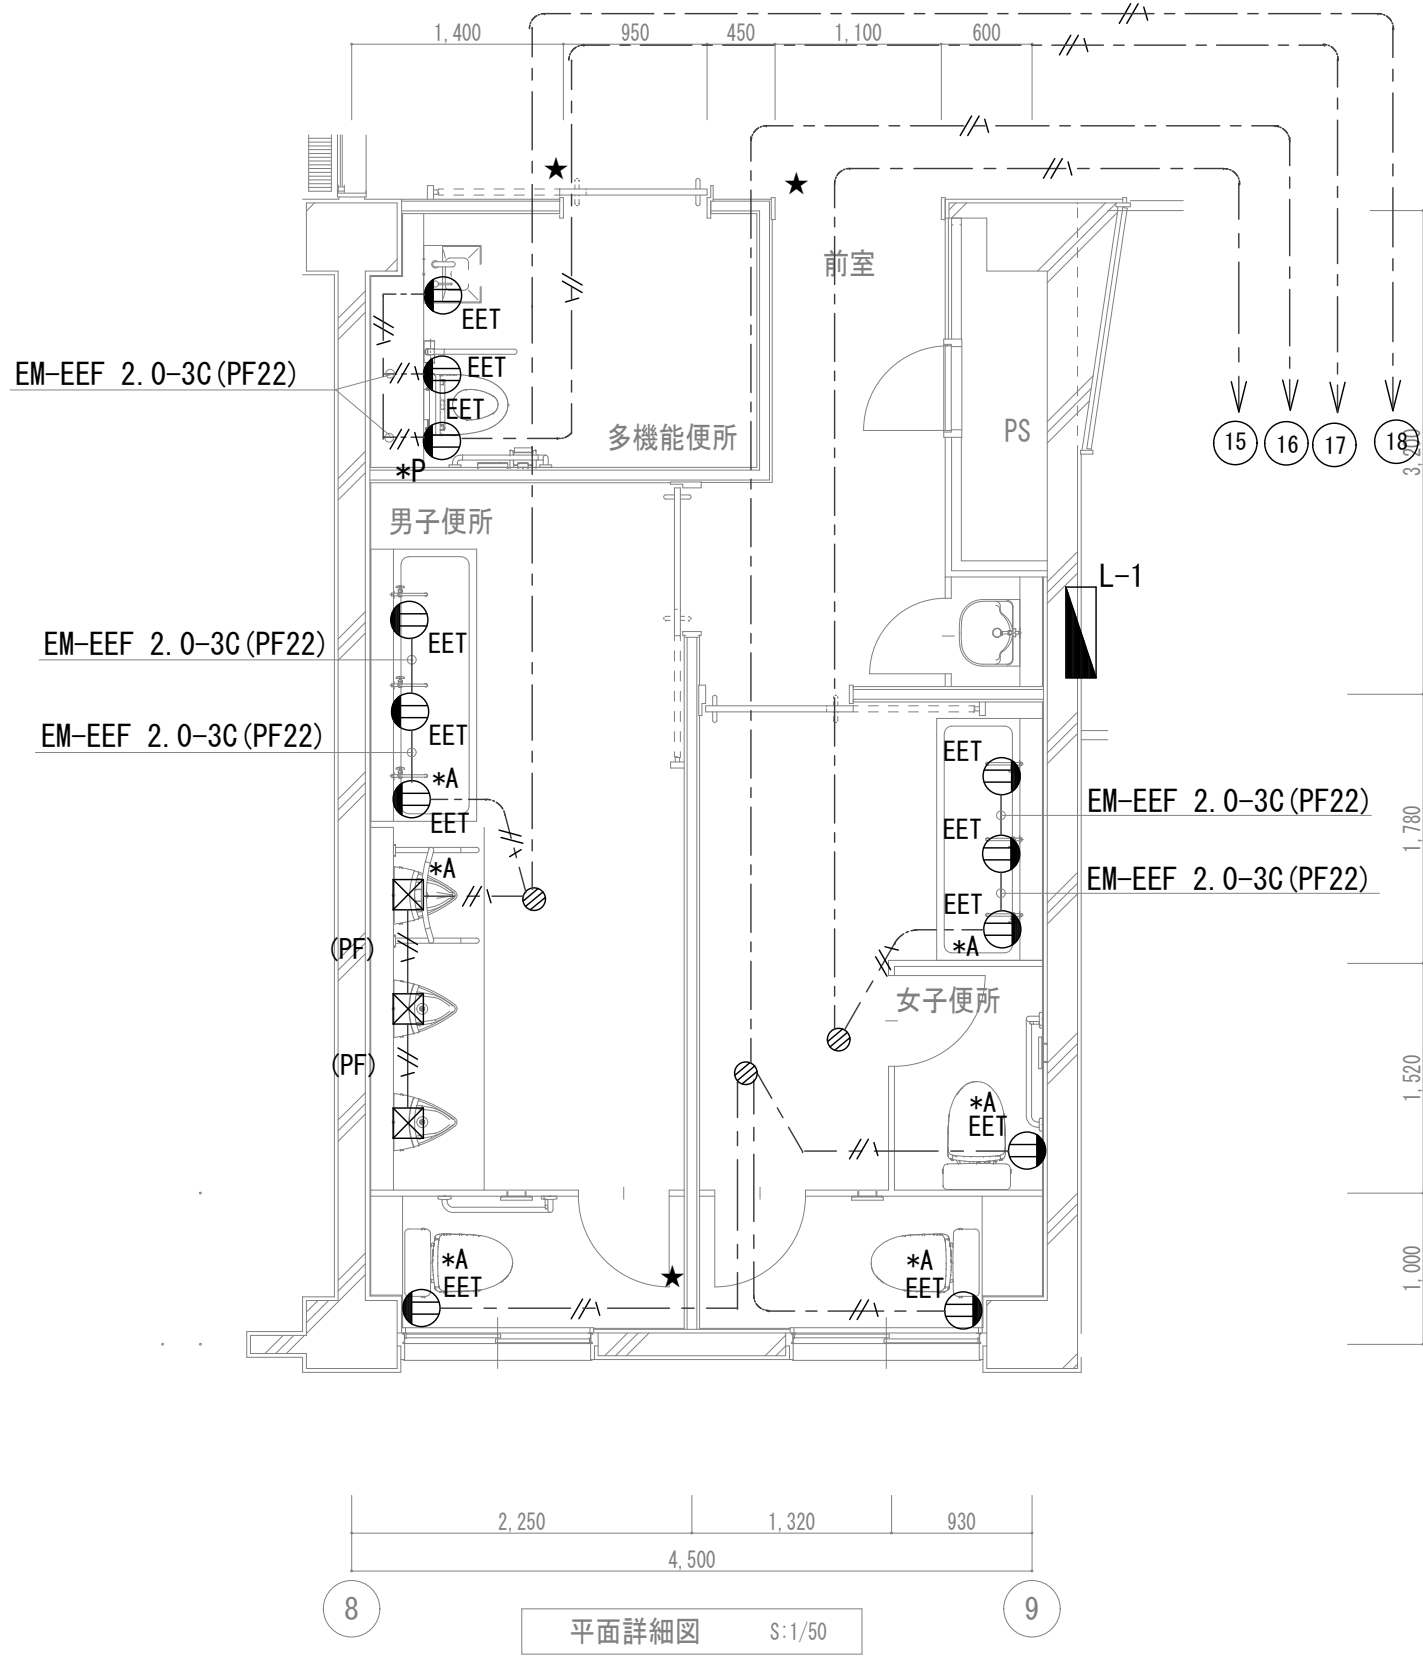 1,400
950
450
1,100
600
★
★
前室
EET
EM-EEF 2.0-3C(PF22)
EET
EET
多機能便所
*P
PS
15
16
17
18
3,200
男子便所
L-1
EM-EEF 2.0-3C(PF22)
EET
EM-EEF 2.0-3C(PF22)
EET
*A
EET
EET
EM-EEF 2.0-3C(PF22)
EET
EM-EEF 2.0-3C(PF22)
EET
*A
1,780
*A
(PF)
女子便所
(PF)
*A
EET
1,520
*A
EET
★
*A
EET
1,000
2,250
1,320
930
4,500
8
9
平面詳細図 S:1/50